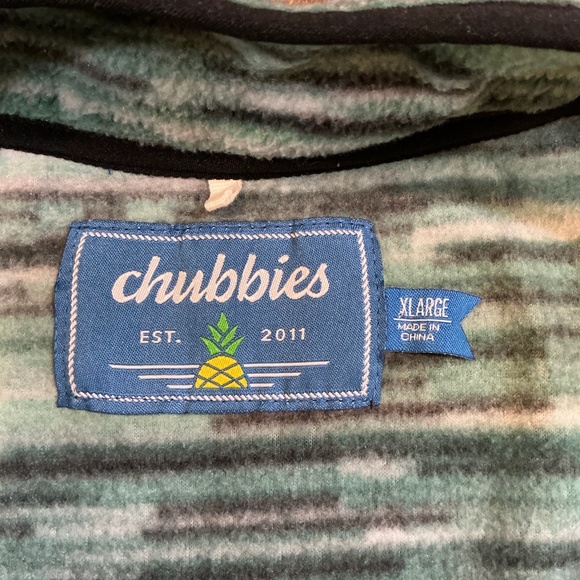 chubbies
EST. 2011
XLARGE
MADE IN
CHINA